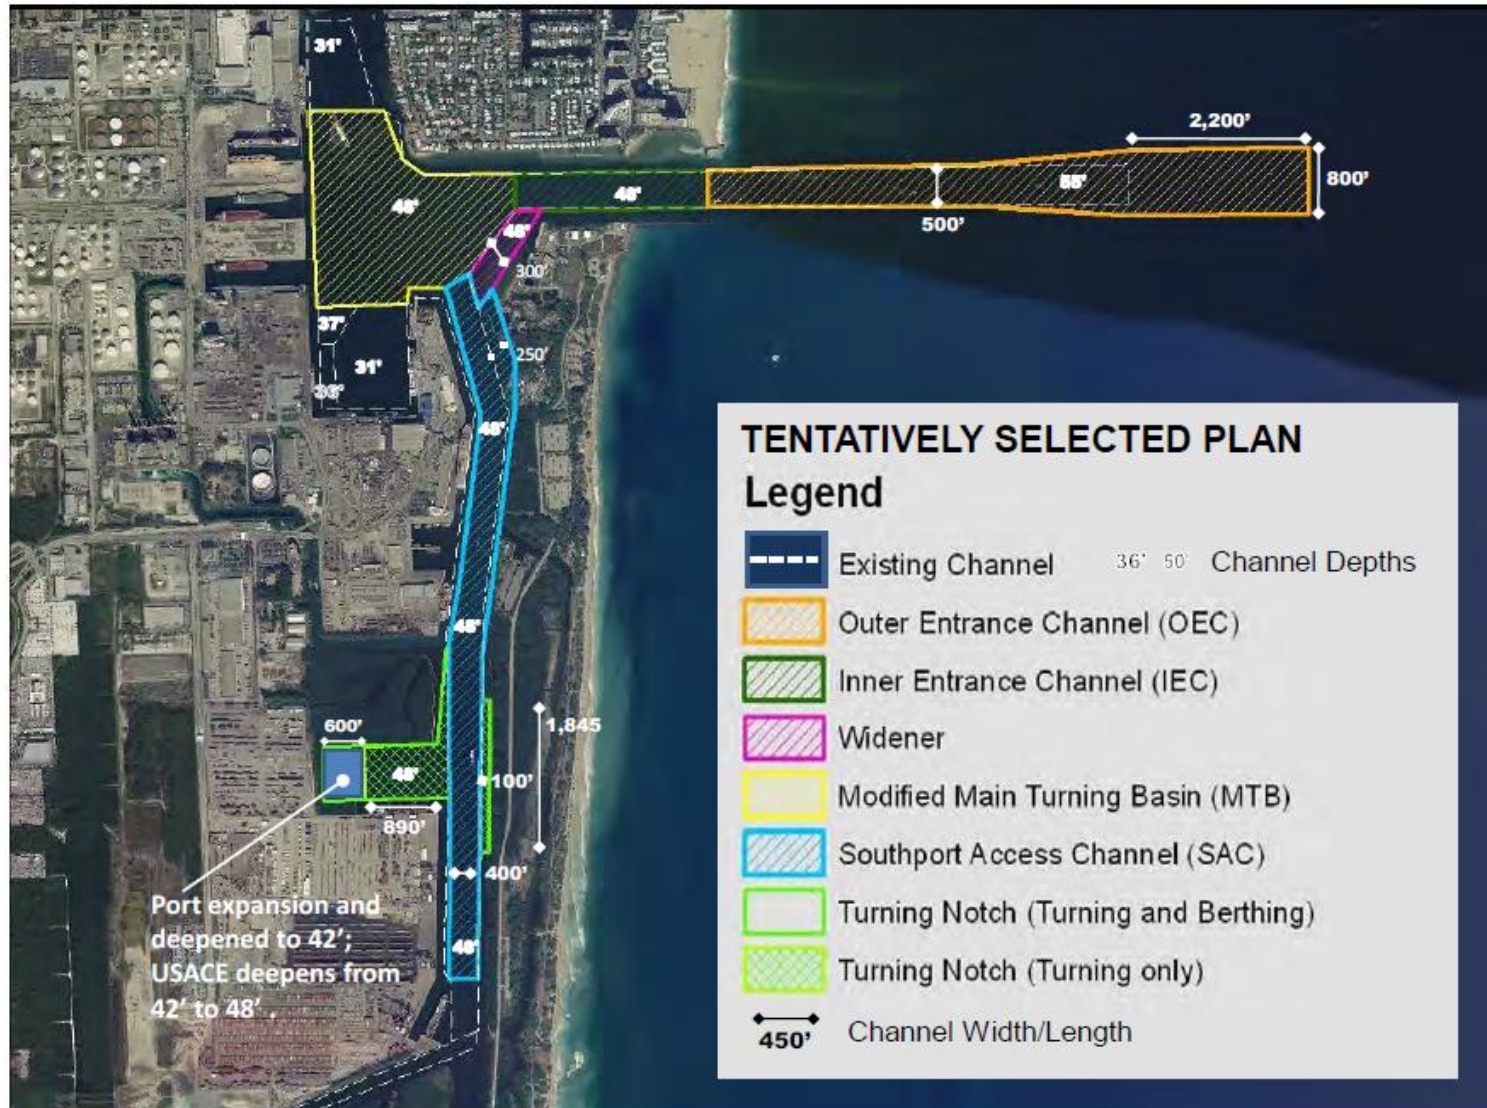 31'
2,200'
800'
55'
48'
48'
500'
48'
300'
37'
31'
36'
250'
48'
48'
600'
1,845
48'
100'
890'
400'
Port expansion and
deepened to 42';
USACE deepens from
42' to 48' .
48'
TENTATIVELY SELECTED PLAN
Legend
Existing Channel 36' 50' Channel Depths
Outer Entrance Channel (OEC)
Inner Entrance Channel (IEC)
Widener
Modified Main Turning Basin (MTB)
Southport Access Channel (SAC)
Turning Notch (Turning and Berthing)
Turning Notch (Turning only)
450' Channel Width/Length